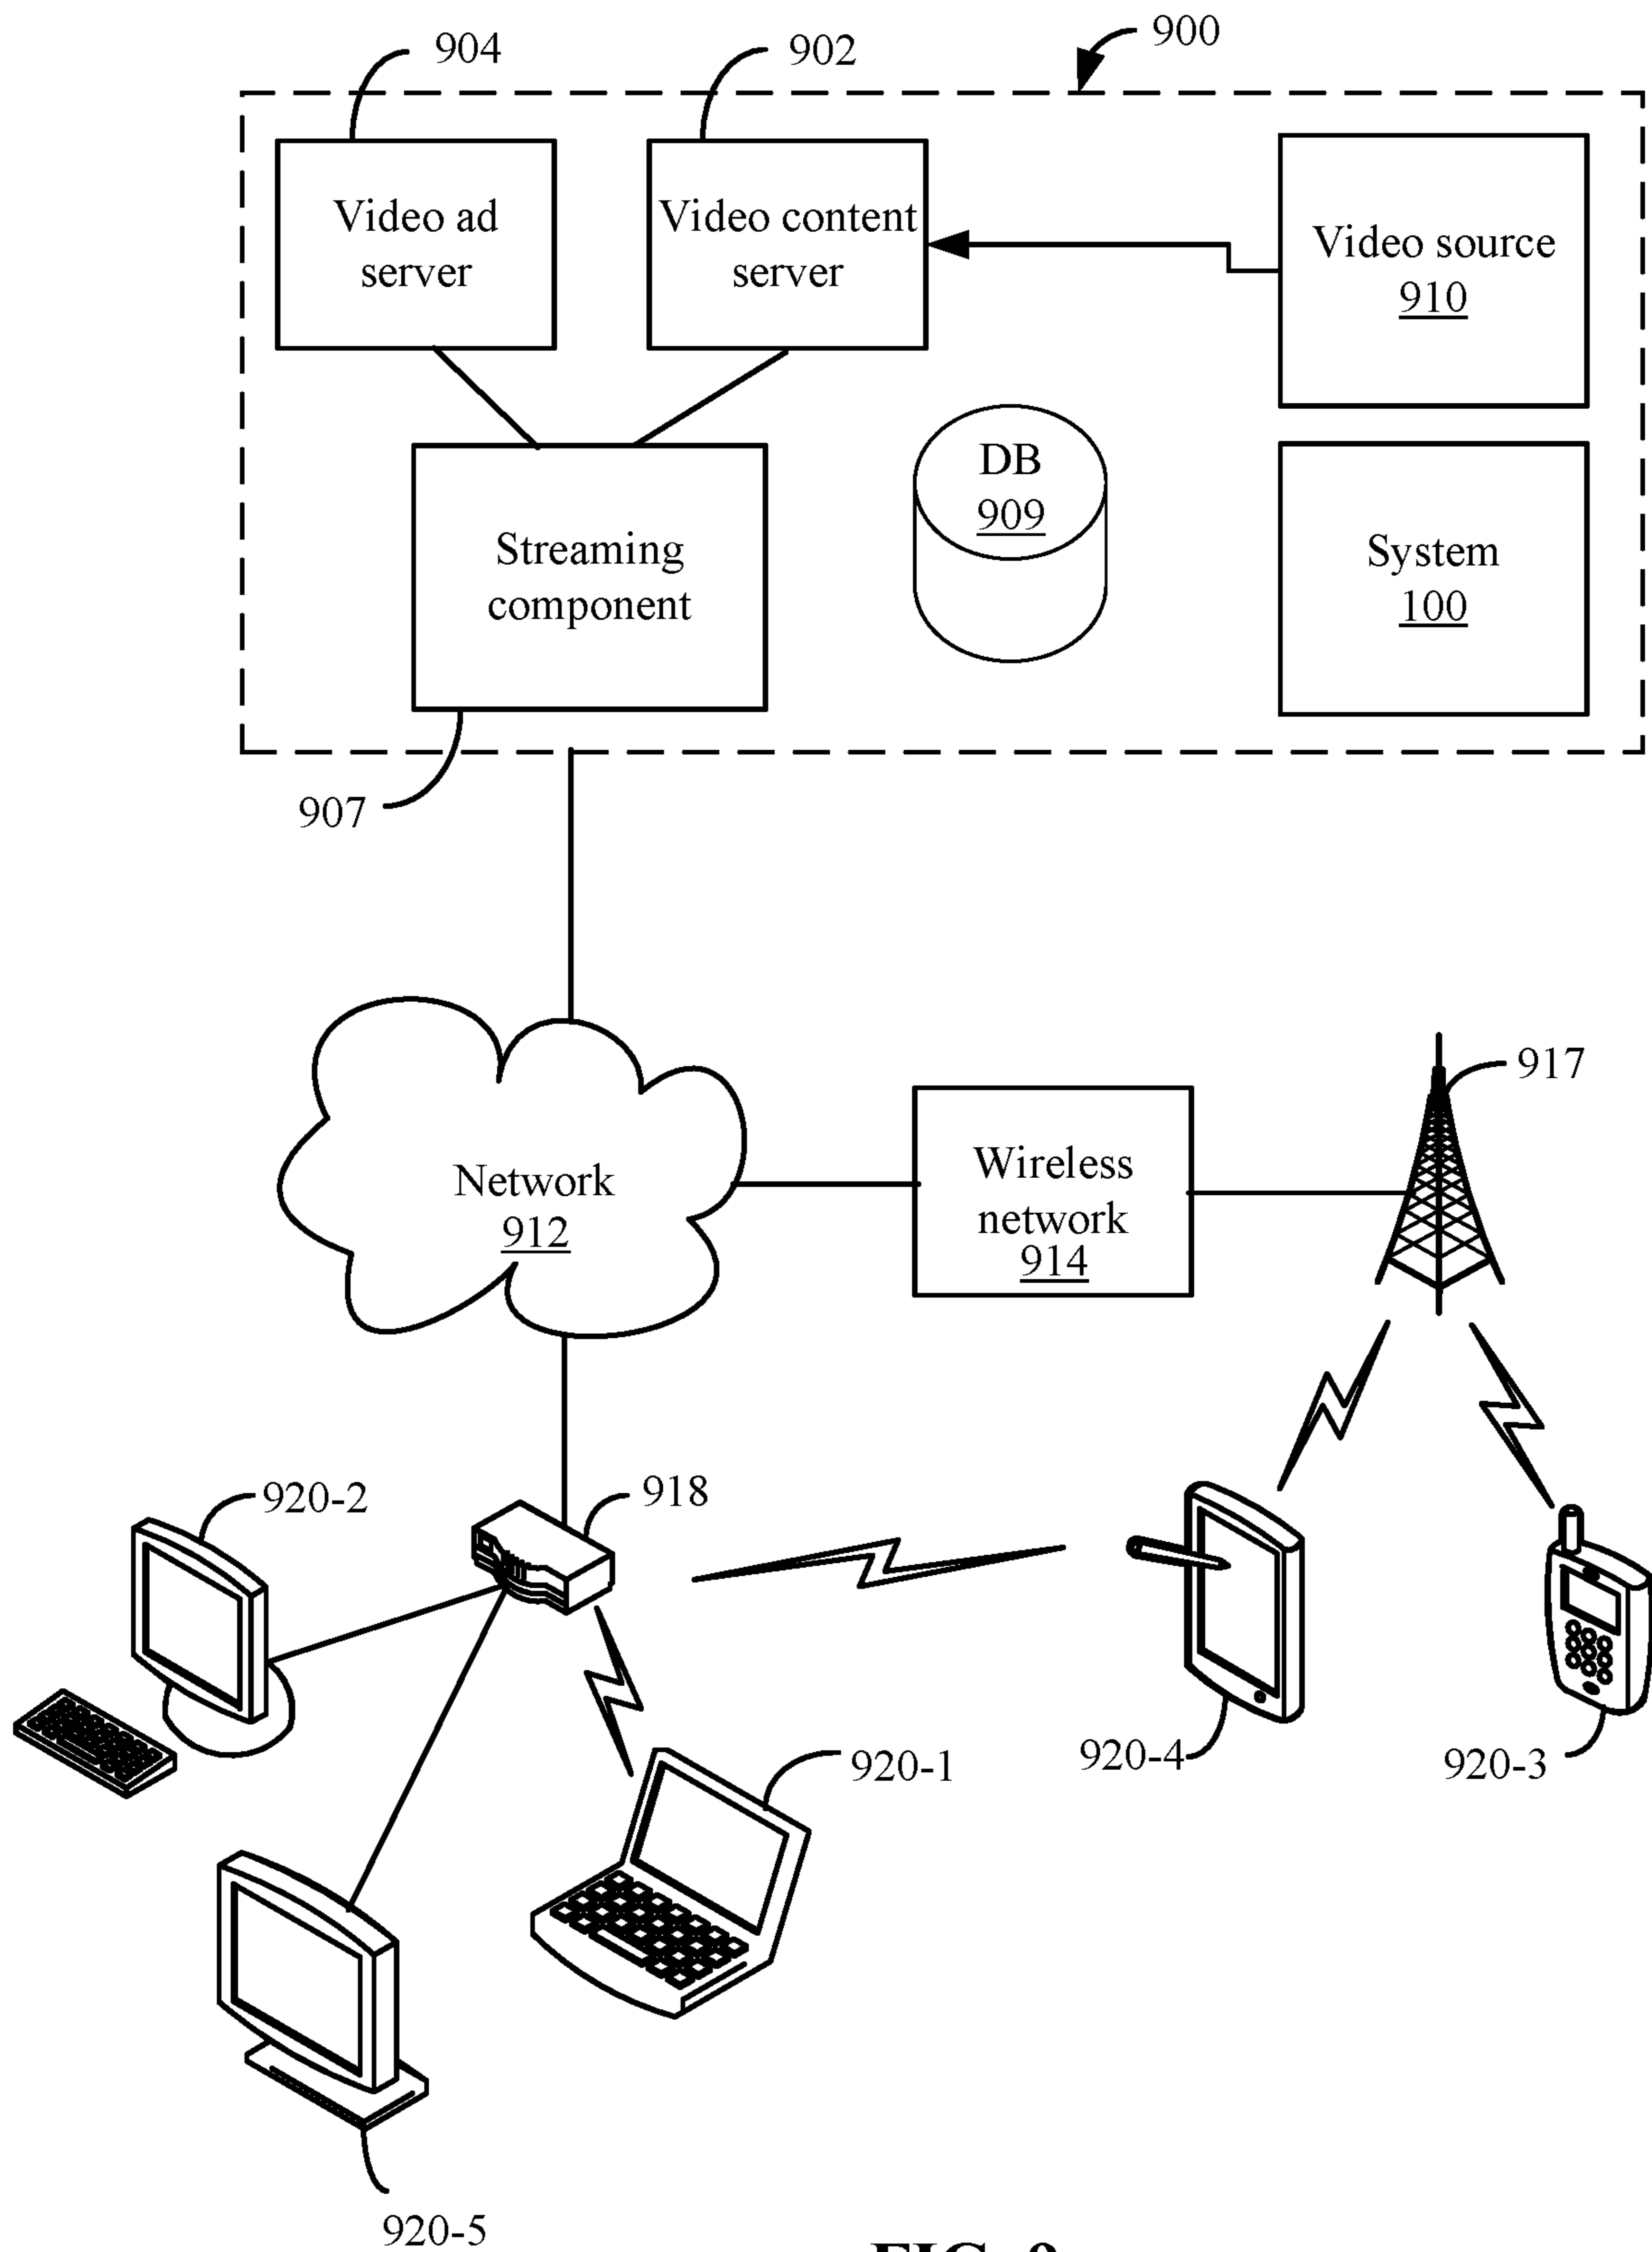 904
902
900
Video ad
server
Video content
server
Video source
910
DB
909
Streaming
component
System
100
907
917
Network
912
Wireless
network
914
920-2
918
920-4
920-3
920-1
920-5